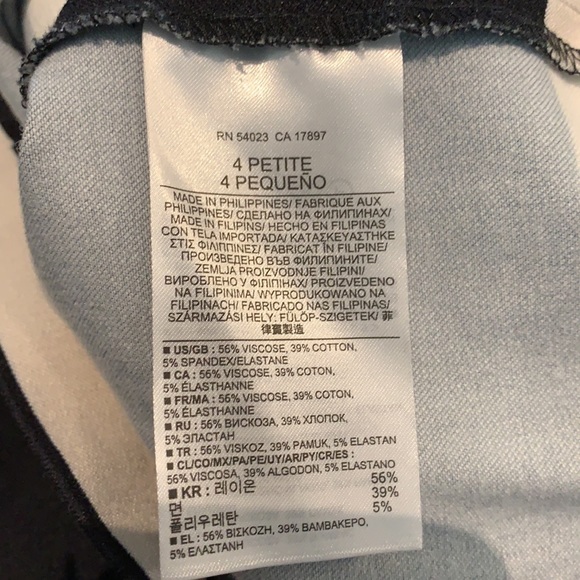 RN 54023 CA 17897
4 PETITE
4 PEQUEÑO
MADE IN PHILIPPINES/ FABRIQUE AUX
PHILIPPINES/ СДЕЛАНО НА ФИЛИПИНАХ/
MADE IN FILIPINS/ HECHO EN FILIPINAS
CON TELA IMPORTADA/ ΚΑΤΑΣΚΕΥΑΣΤΗΚΕ
ΣΤΙΣ ΦΙΛΙΠΠΙΝΕΣ/ FABRICAT ÎN FILIPINE/
ПРОИЗВЕДЕНО ВЪВ ФИЛИПИНИТЕ/
ZEMLJA PROIZVODNJE FILIPINI/
ВИРОБЛЕНО У ФІЛІПІНАХ/ PROIZVEDENO
NA FILIPINIMA/ WYPRODUKOWANO NA
FILIPINACH/ FABRICADO NAS FILIPINAS/
SZÁRMAZÁSI HELY: FÜLÖP-SZIGETEK/ 菲
律賓製造
■ US/GB : 56% VISCOSE, 39% COTTON,
5% SPANDEX/ELASTANE
■ CA : 56% VISCOSE, 39% COTON,
5% ÉLASTHANNE
■ FR/MA : 56% VISCOSE, 39% COTON,
5% ÉLASTHANNE
■ RU : 56% ВИСКОЗА, 39% ХЛОПОК,
5% ЭЛАСТАН
■ TR : 56% VISKOZ, 39% PAMUK, 5% ELASTAN
■ CL/CO/MX/PA/PE/UY/AR/PY/CR/ES :
56% VISCOSA, 39% ALGODON, 5% ELASTANO
■ KR : 레이온 56%
면 39%
폴리우레탄 5%
■ EL : 56% ΒΙΣΚΟΖΗ, 39% ΒΑΜΒΑΚΕΡΟ,
5% ΕΛΑΣΤΑΝΗ